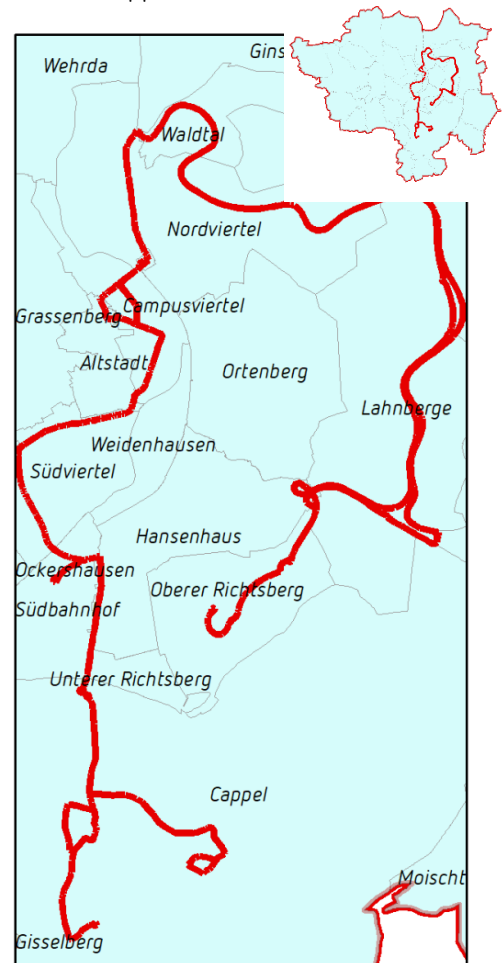 Wehrda
Gins
Waldtal
Nordviertel
Campusviertel
Grassenberg
Altstadt
Ortenberg
Lahnberge
Weidenhausen
Südviertel
Hansenhaus
Ockershausen
Oberer Richtsberg
Südbahnhof
Unterer Richtsberg
Cappel
Moischt
Gisselberg